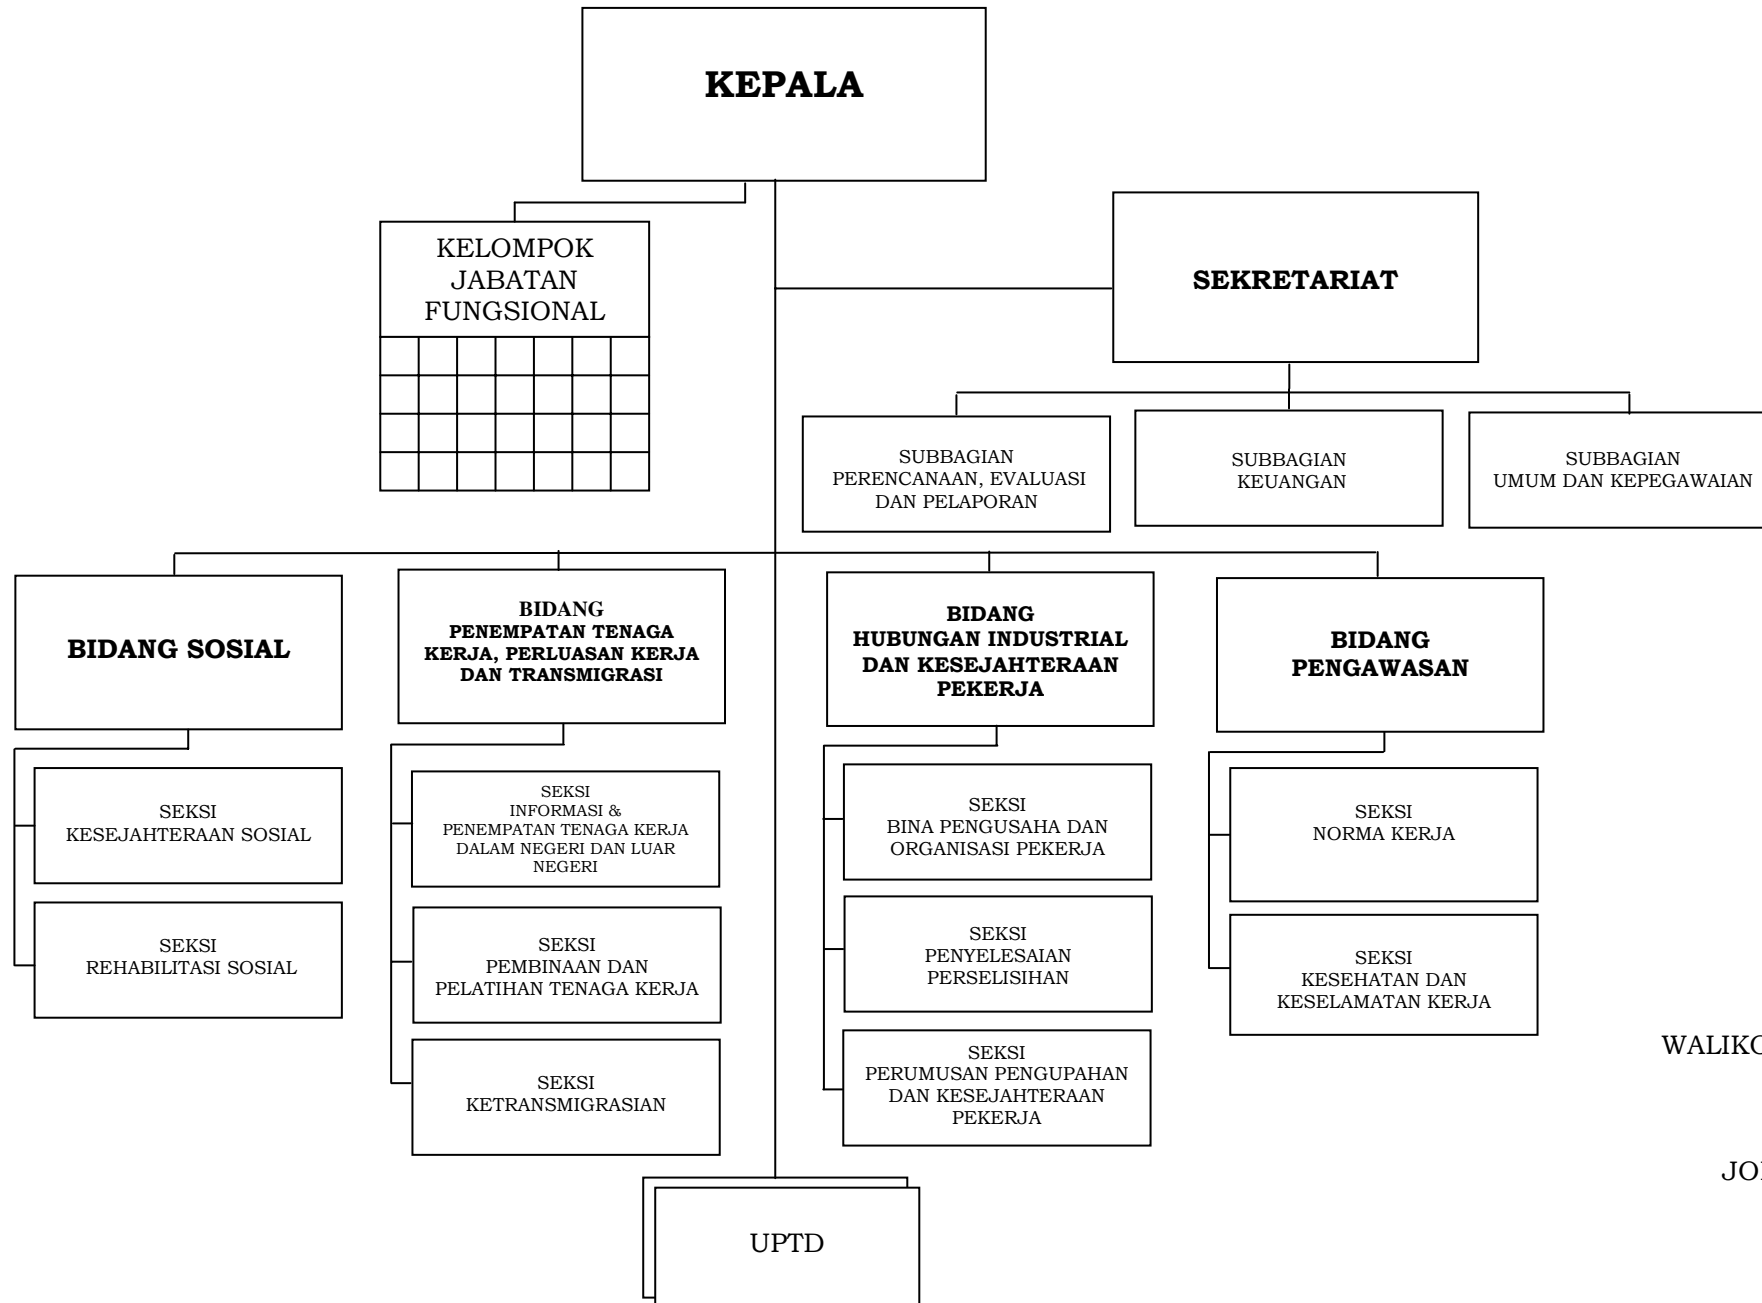 KEPALA
KELOMPOK
JABATAN
FUNGSIONAL
SEKRETARIAT
SUBBAGIAN
PERENCANAAN, EVALUASI
DAN PELAPORAN
SUBBAGIAN
KEUANGAN
SUBBAGIAN
UMUM DAN KEPEGAWAIAN
BIDANG SOSIAL
BIDANG
PENEMPATAN TENAGA
KERJA, PERLUASAN KERJA
DAN TRANSMIGRASI
BIDANG
HUBUNGAN INDUSTRIAL
DAN KESEJAHTERAAN
PEKERJA
BIDANG
PENGAWASAN
SEKSI
KESEJAHTERAAN SOSIAL
SEKSI
REHABILITASI SOSIAL
SEKSI
INFORMASI &
PENEMPATAN TENAGA KERJA
DALAM NEGERI DAN LUAR
NEGERI
SEKSI
PEMBINAAN DAN
PELATIHAN TENAGA KERJA
SEKSI
KETRANSMIGRASIAN
SEKSI
BINA PENGUSAHA DAN
ORGANISASI PEKERJA
SEKSI
PENYELESAIAN
PERSELISIHAN
SEKSI
PERUMUSAN PENGUPAHAN
DAN KESEJAHTERAAN
PEKERJA
SEKSI
NORMA KERJA
SEKSI
KESEHATAN DAN
KESELAMATAN KERJA
UPTD